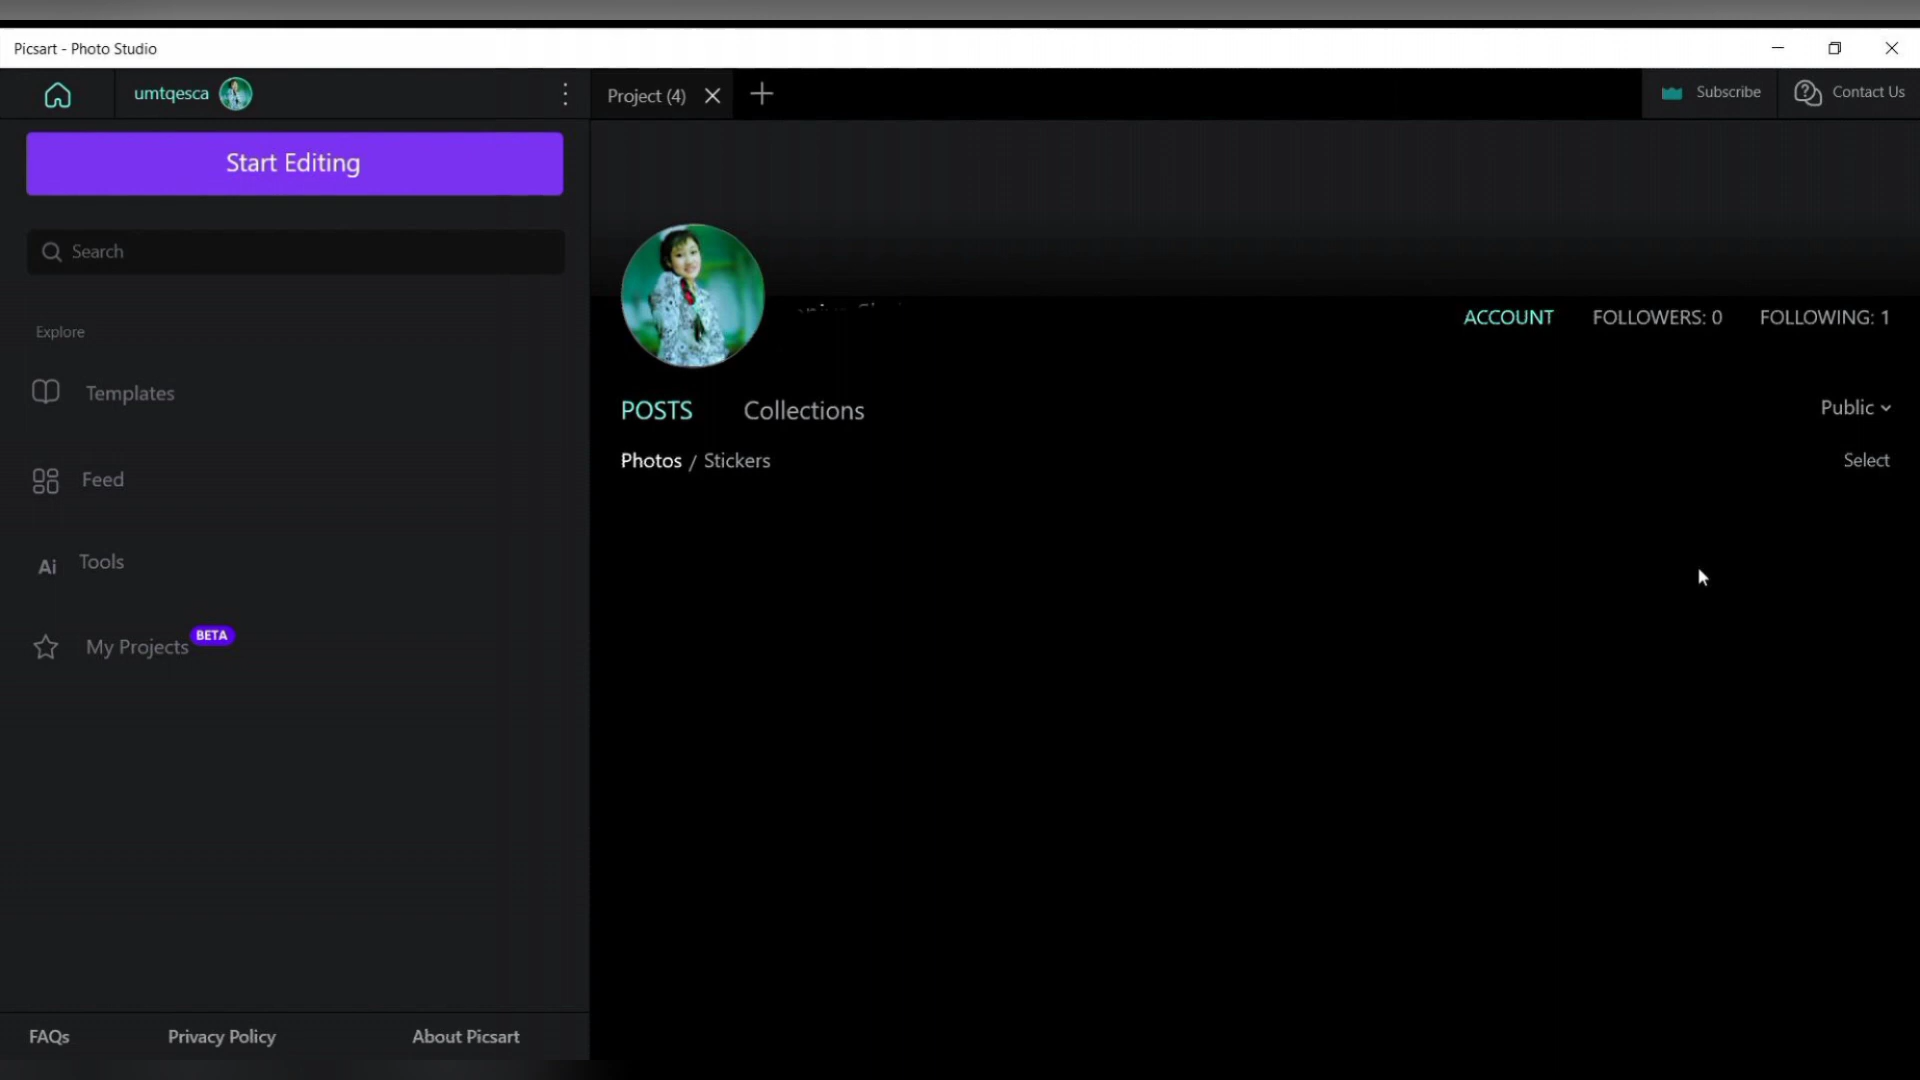 Picsart - Photo Studio
umtqesca
Project (4)
Subscribe
Contact Us
Start Editing
Search
Explore
Templates
Feed
Ai Tools
My Projects BETA
FAQs
Privacy Policy
About Picsart
ACCOUNT
FOLLOWERS: 0
FOLLOWING: 1
POSTS
Collections
Public
Photos / Stickers
Select